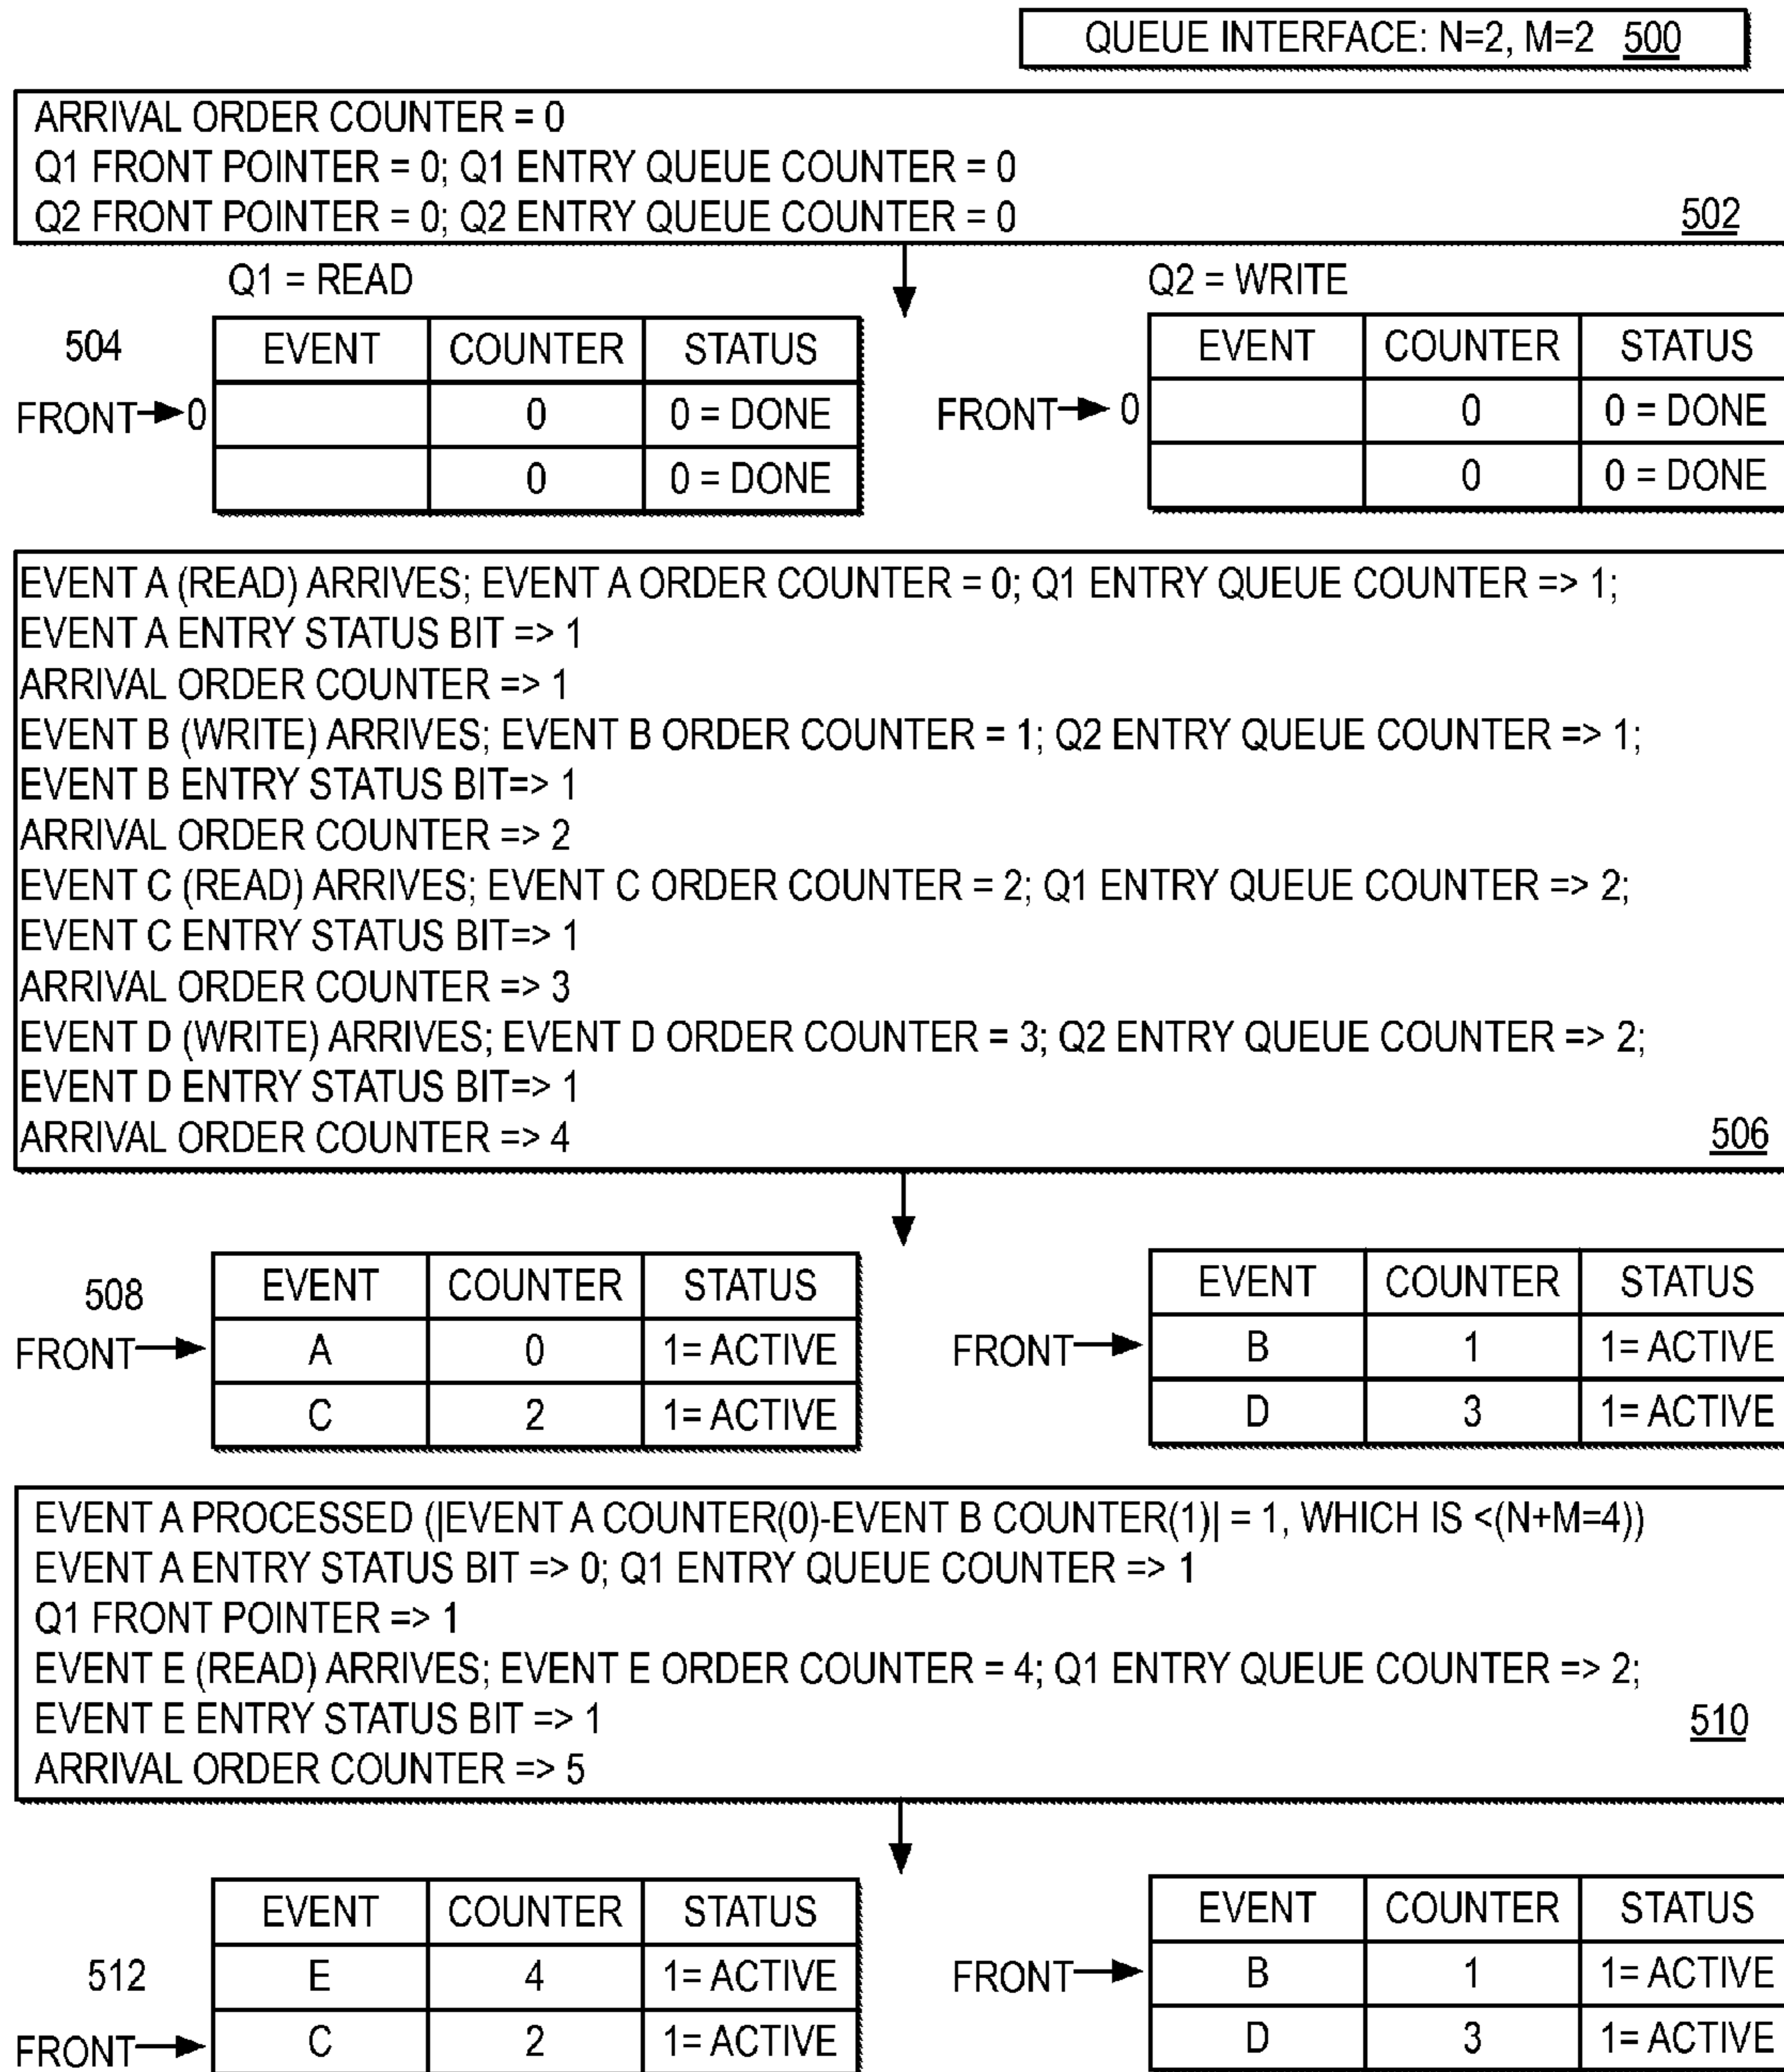 QUEUE INTERFACE: N=2, M=2 500
ARRIVAL ORDER COUNTER = 0
Q1 FRONT POINTER = 0; Q1 ENTRY QUEUE COUNTER = 0
Q2 FRONT POINTER = 0; Q2 ENTRY QUEUE COUNTER = 0
502
Q1 = READ
Q2 = WRITE
504
EVENT COUNTER STATUS
FRONT 0 0 0 = DONE
0 0 = DONE
EVENT COUNTER STATUS
FRONT 0 0 0 = DONE
0 0 = DONE
EVENT A (READ) ARRIVES; EVENT A ORDER COUNTER = 0; Q1 ENTRY QUEUE COUNTER => 1;
EVENT A ENTRY STATUS BIT => 1
ARRIVAL ORDER COUNTER => 1
EVENT B (WRITE) ARRIVES; EVENT B ORDER COUNTER = 1; Q2 ENTRY QUEUE COUNTER => 1;
EVENT B ENTRY STATUS BIT=> 1
ARRIVAL ORDER COUNTER => 2
EVENT C (READ) ARRIVES; EVENT C ORDER COUNTER = 2; Q1 ENTRY QUEUE COUNTER => 2;
EVENT C ENTRY STATUS BIT=> 1
ARRIVAL ORDER COUNTER => 3
EVENT D (WRITE) ARRIVES; EVENT D ORDER COUNTER = 3; Q2 ENTRY QUEUE COUNTER => 2;
EVENT D ENTRY STATUS BIT=> 1
ARRIVAL ORDER COUNTER => 4
506
508
EVENT COUNTER STATUS
FRONT A 0 1= ACTIVE
C 2 1= ACTIVE
EVENT COUNTER STATUS
FRONT B 1 1= ACTIVE
D 3 1= ACTIVE
EVENT A PROCESSED (|EVENT A COUNTER(0)-EVENT B COUNTER(1)| = 1, WHICH IS <(N+M=4))
EVENT A ENTRY STATUS BIT => 0; Q1 ENTRY QUEUE COUNTER => 1
Q1 FRONT POINTER => 1
EVENT E (READ) ARRIVES; EVENT E ORDER COUNTER = 4; Q1 ENTRY QUEUE COUNTER => 2;
EVENT E ENTRY STATUS BIT => 1
510
ARRIVAL ORDER COUNTER => 5
EVENT COUNTER STATUS
512 E 4 1= ACTIVE
FRONT C 2 1= ACTIVE
EVENT COUNTER STATUS
FRONT B 1 1= ACTIVE
D 3 1= ACTIVE